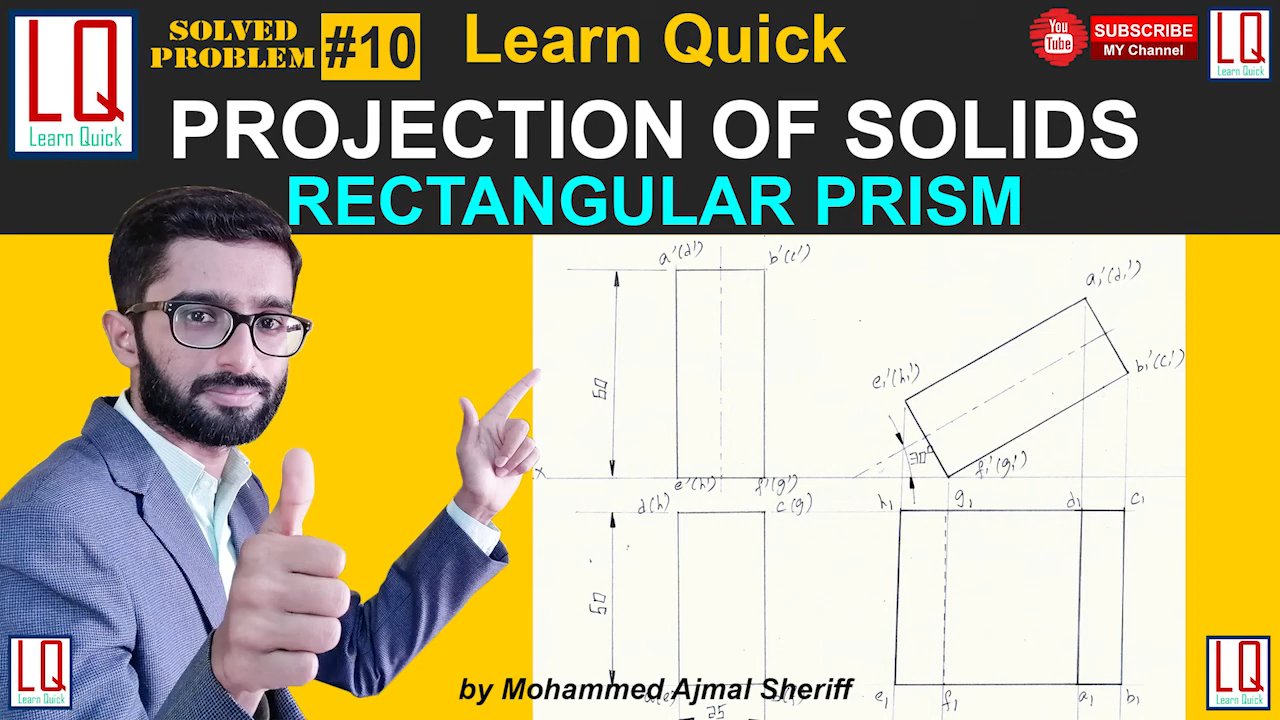 LQ
Learn Quick
SOLVED
PROBLEM
#10
Learn Quick
You
Tube
SUBSCRIBE
MY Channel
LQ
Learn Quick
PROJECTION OF SOLIDS
RECTANGULAR PRISM
a'(d')
b'(c')
60
e'(h')
f'(g')
X
d(h)
c(g)
50
25
a₁'(d₁')
e₁'(h₁')
b₁'(c₁')
30°
f₁'(g₁')
h₁
g₁
d₁
c₁
e₁
f₁
a₁
b₁
by Mohammed Ajmal Sheriff
LQ
Learn Quick
LQ
Learn Quick